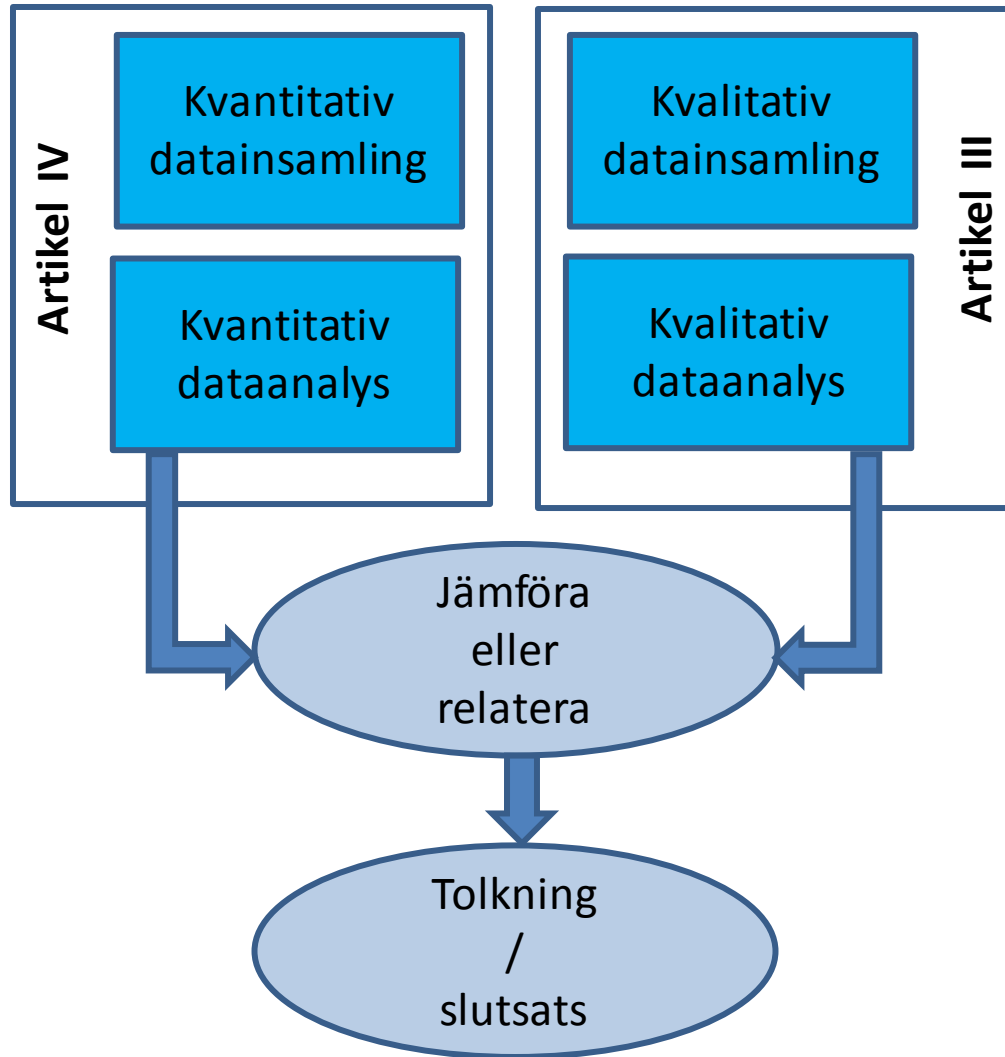 Artikel IV
Kvantitativ
datainsamling
Kvantitativ
dataanalys
Kvalitativ
datainsamling
Kvalitativ
dataanalys
Artikel III
Jämföra
eller
relatera
Tolkning
/
slutsats